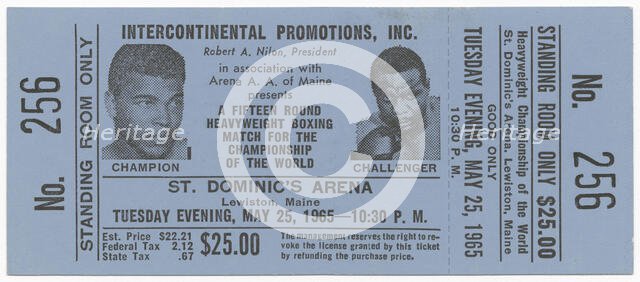 No. 256
STANDING ROOM ONLY
INTERCONTINENTAL PROMOTIONS, INC.
Robert A. Nilon, President
in association with
Arena A. A. of Maine
presents
A FIFTEEN ROUND
HEAVYWEIGHT BOXING
MATCH FOR THE
CHAMPIONSHIP
OF THE WORLD
CHAMPION
CHALLENGER
ST. DOMINIC'S ARENA
Lewiston, Maine
TUESDAY EVENING, MAY 25, 1965—10:30 P. M.
Est. Price $22.21
Federal Tax 2.12
State Tax .67
$25.00
The management reserves the right to re-
voke the license granted by this ticket
by refunding the purchase price.
TUESDAY EVENING, MAY 25, 1965
10:30 P. M.
GOOD ONLY
St. Dominic's Arena, Lewiston, Maine
Heavyweight Championship of the World
STANDING ROOM ONLY $25.00
No. 256
Heritage
Heritage
C